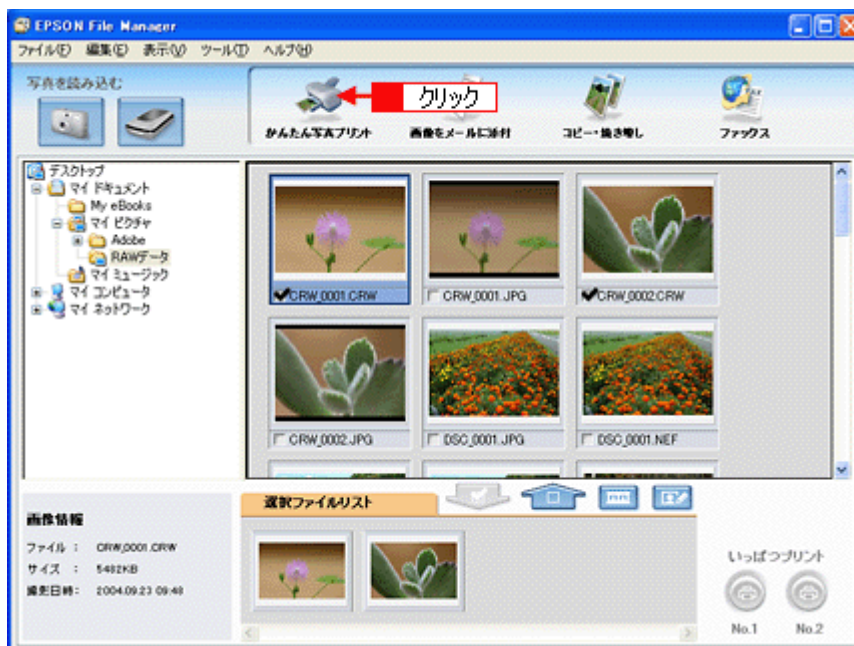 EPSON File Manager
ファイル(F) 編集(E) 表示(V) ツール(T) ヘルプ(H)
写真を読み込む
クリック
かんたん写真プリント 画像をメールに添付 コピー・焼き増し ファックス
デスクトップ
マイ ドキュメント
My eBooks
マイ ピクチャ
Adobe
RAWデータ
マイ ミュージック
マイ コンピュータ
マイ ネットワーク
CRW_0001.CRW CRW_0001.JPG CRW_0002.CRW
CRW_0002.JPG DSC_0001.JPG DSC_0001.NEF
選択ファイルリスト
画像情報
ファイル : CRW_0001.CRW
サイズ : 5482KB
撮影日時: 2004.09.23 09:48
いっぱつプリント
No.1 No.2